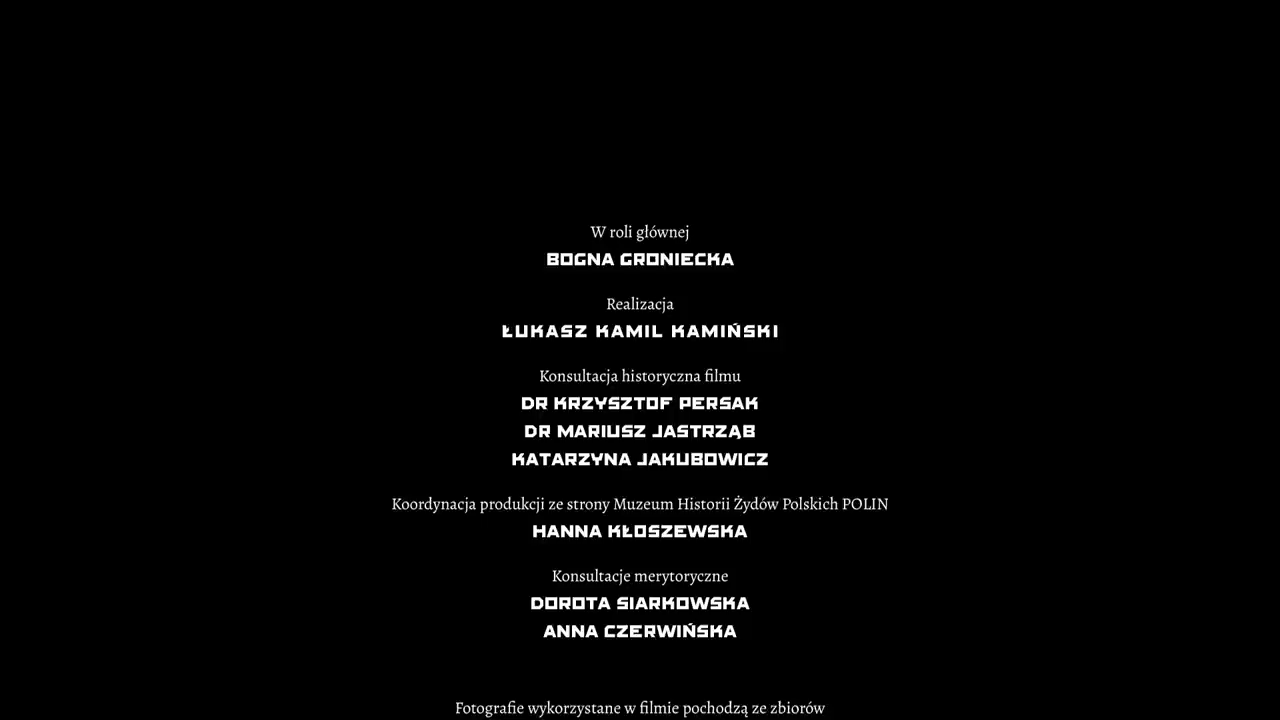 W roli głównej
BOGNA GRONIECKA
Realizacja
ŁUKASZ KAMIL KAMIŃSKI
Konsultacja historyczna filmu
DR KRZYSZTOF PERSAK
DR MARIUSZ JASTRZĄB
KATARZYNA JAKUBOWICZ
Koordynacja produkcji ze strony Muzeum Historii Żydów Polskich POLIN
HANNA KŁOSZEWSKA
Konsultacje merytoryczne
DOROTA SIARKOWSKA
ANNA CZERWIŃSKA
Fotografie wykorzystane w filmie pochodzą ze zbiorów